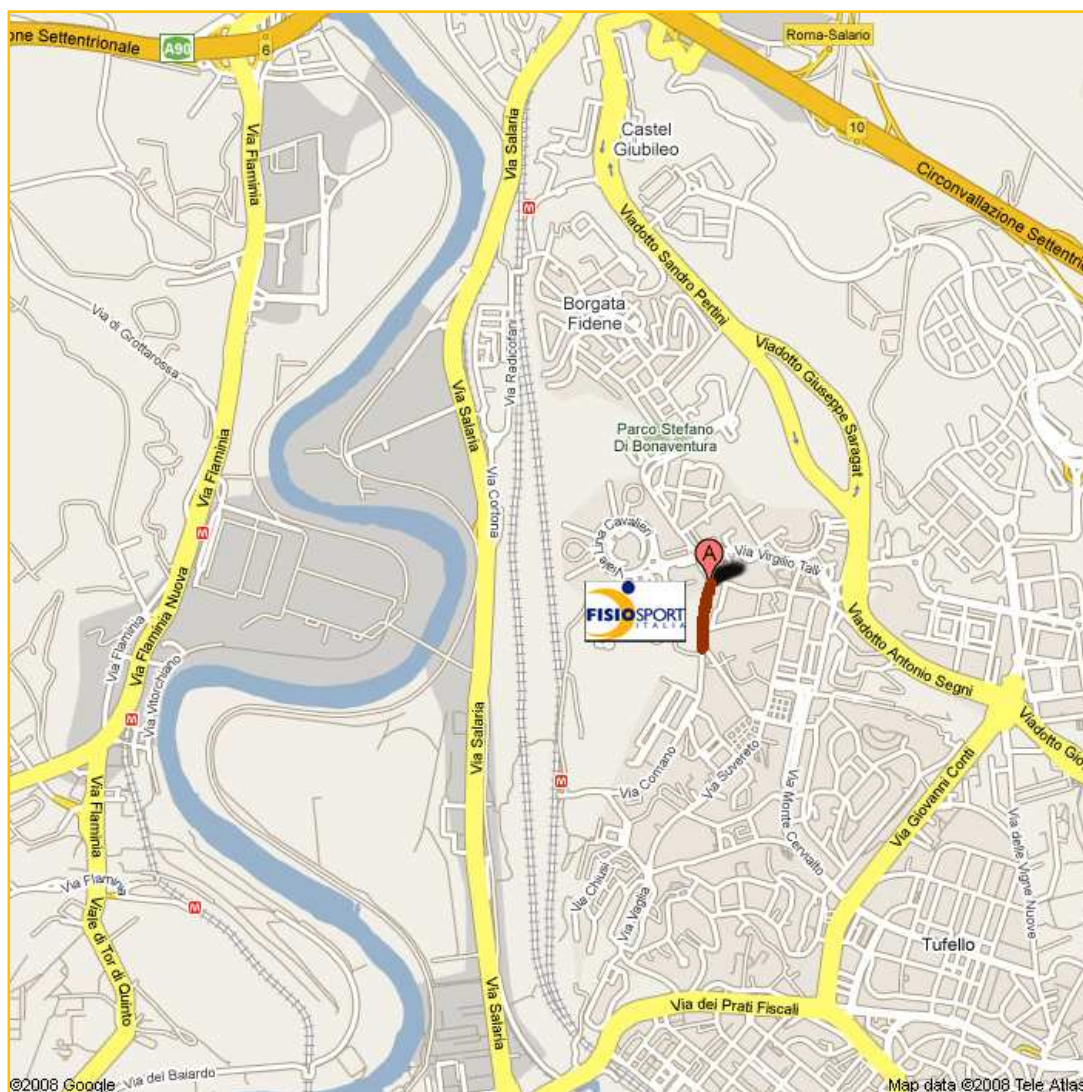 one Settentrionale
A90
6
Roma-Salario
Via Flaminia
Via Salaria
Castel
Giubileo
10
Circonvallazione Settentri
M
Viadotto Sandro Pertini
Borgata
Fidene
Via di Grottarossa
Via Radicofani
Viadotto Giuseppe Saragat
Via Salaria
Parco Stefano
Di Bonaventura
Via Flaminia
Via Cortona
M
Viale Lina Cavalieri
A
Via Virgilio Talli
FISIOSPORT
ITALIA
Via Flaminia Nuova
Via Flaminia
Viadotto Antonio Segni
Via Vitorchiano
M
Viadotto Gio
Via Salaria
Via Suvereto
Via Comano
M
Via Monte Cervialto
Via Giovanni Conti
Via Flaminia
Via delle Vigne Nuove
Via Flamina
M
Via Chiusi
Via Vaglia
Tufello
Viale di Tor di Quinto
Via Salaria
Via dei Prati Fiscali
Via del Baiardo
©2008 Google
Map data ©2008 Tele Atlas